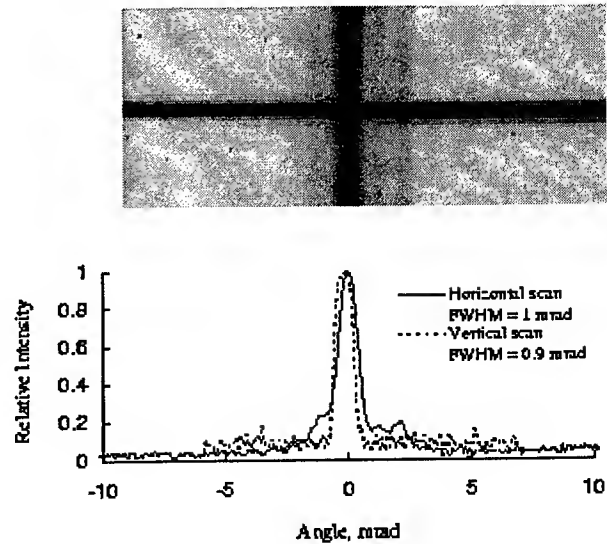 1
0.8
0.6
0.4
0.2
0
Relative Intensity
Horizontal scan
FWHM = 1 mrad
Vertical scan
FWHM = 0.9 mrad
-10 -5 0 5 10
Angle, mrad